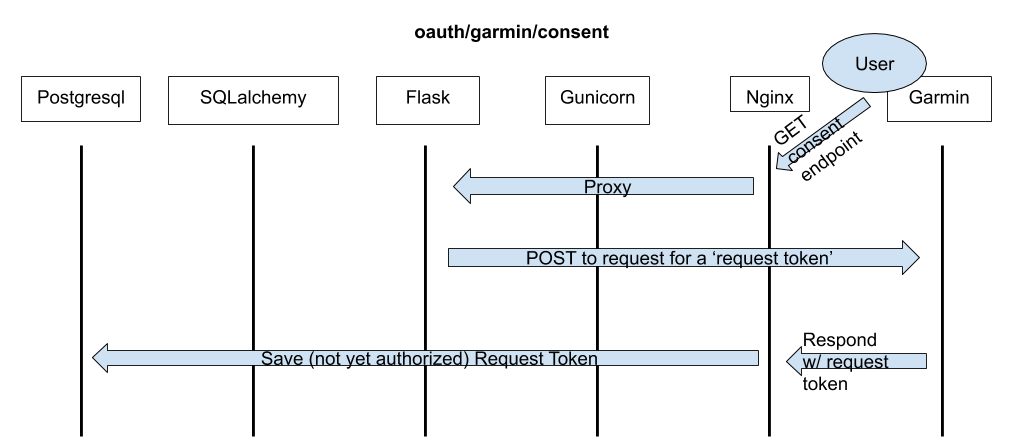 oauth/garmin/consent
User
Postgresql
SQLalchemy
Flask
Gunicorn
Nginx
Garmin
GET
consent
endpoint
Proxy
POST to request for a ‘request token’
Save (not yet authorized) Request Token
Respond
w/ request
token